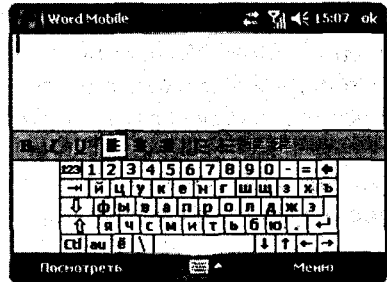 Word Mobile 15:07 ok
123 1 2 3 4 5 6 7 8 9 0 - =
й ц у к е н г ш щ з х ъ
ф ы в а п р о л д ж э
я ч с м и т ь б ю .
Ctl au ё \
Посмотреть Меню